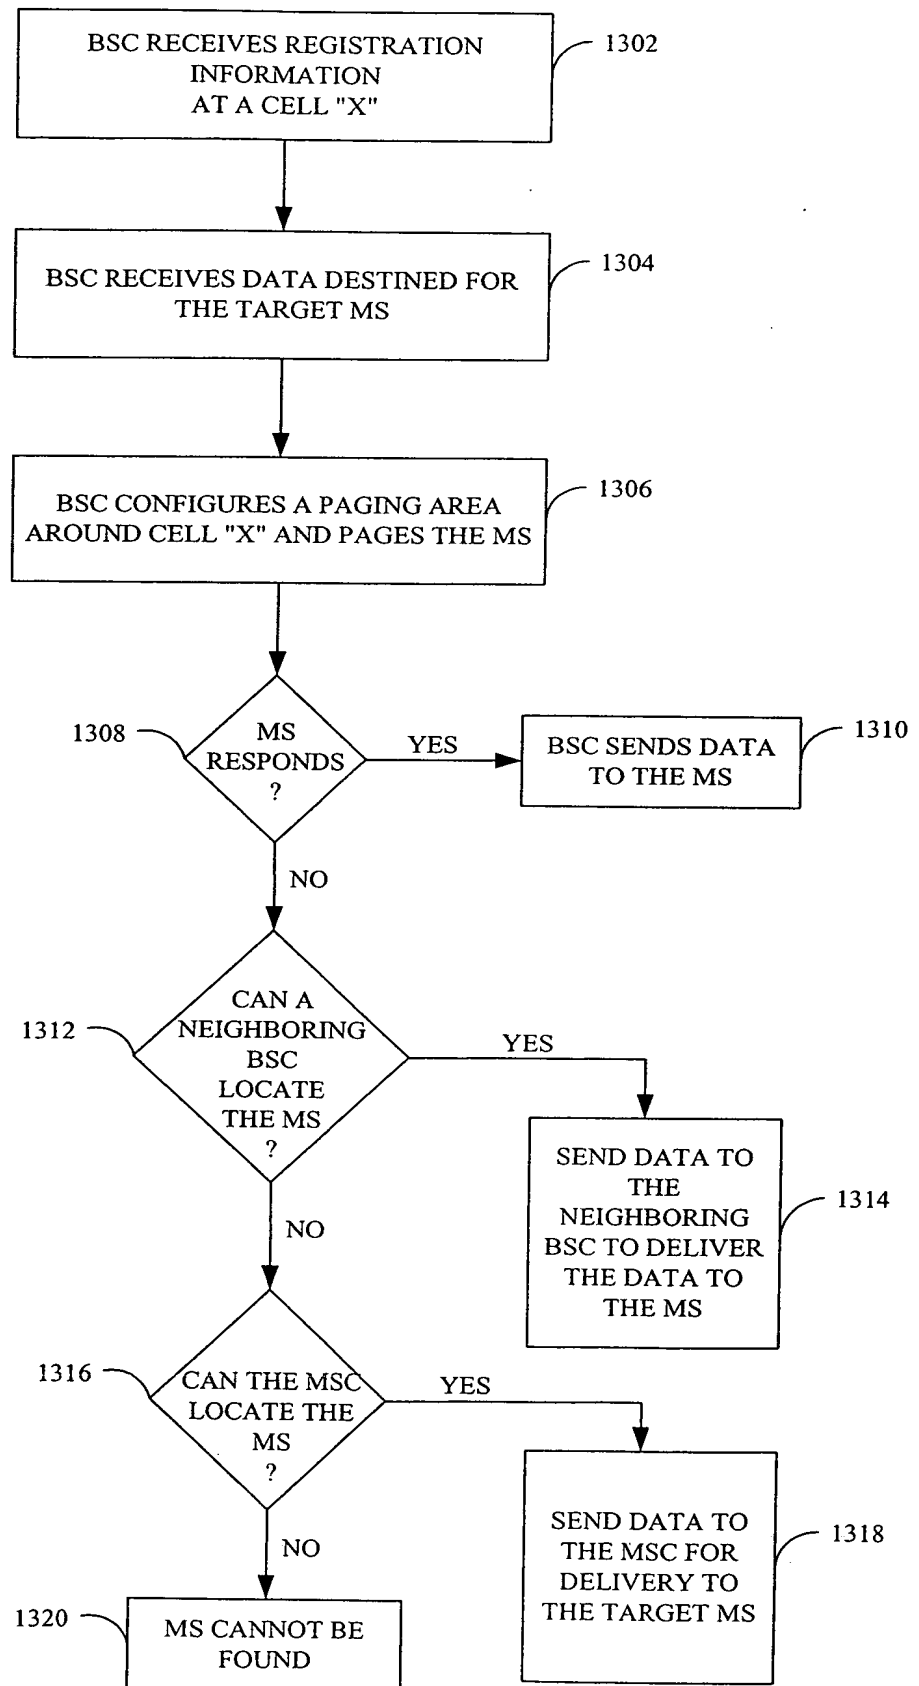 BSC RECEIVES REGISTRATION
INFORMATION
AT A CELL "X"
1302
BSC RECEIVES DATA DESTINED FOR
THE TARGET MS
1304
BSC CONFIGURES A PAGING AREA
AROUND CELL "X" AND PAGES THE MS
1306
1308
MS
RESPONDS
?
YES
BSC SENDS DATA
TO THE MS
1310
NO
1312
CAN A
NEIGHBORING
BSC
LOCATE
THE MS
?
YES
SEND DATA TO
THE
NEIGHBORING
BSC TO DELIVER
THE DATA TO
THE MS
1314
NO
1316
CAN THE MSC
LOCATE THE
MS
?
YES
SEND DATA TO
THE MSC FOR
DELIVERY TO
THE TARGET MS
1318
NO
1320
MS CANNOT BE
FOUND